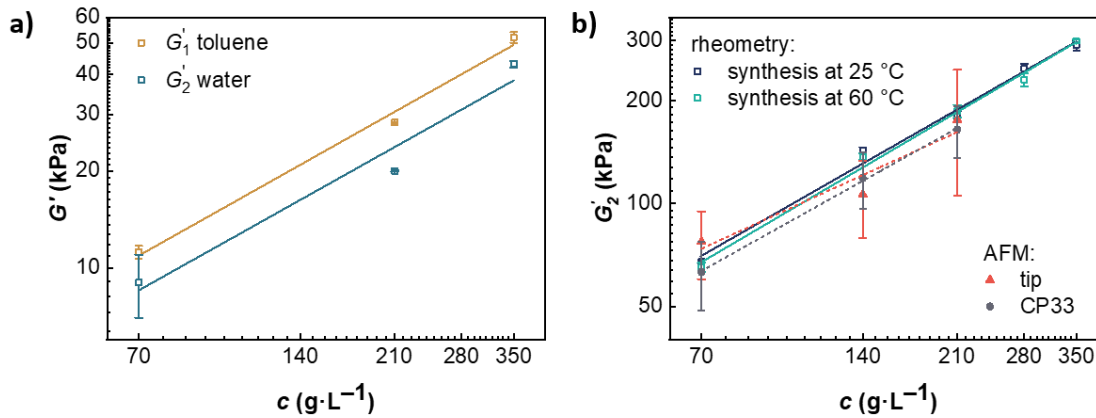 a)
60
50
40
30
20
10
G′₁ toluene
G′₂ water
G′ (kPa)
70
140
210
280
350
c (g·L⁻¹)
b)
300
200
100
50
rheometry:
synthesis at 25 °C
synthesis at 60 °C
AFM:
tip
CP33
G′₂ (kPa)
70
140
210
280
350
c (g·L⁻¹)